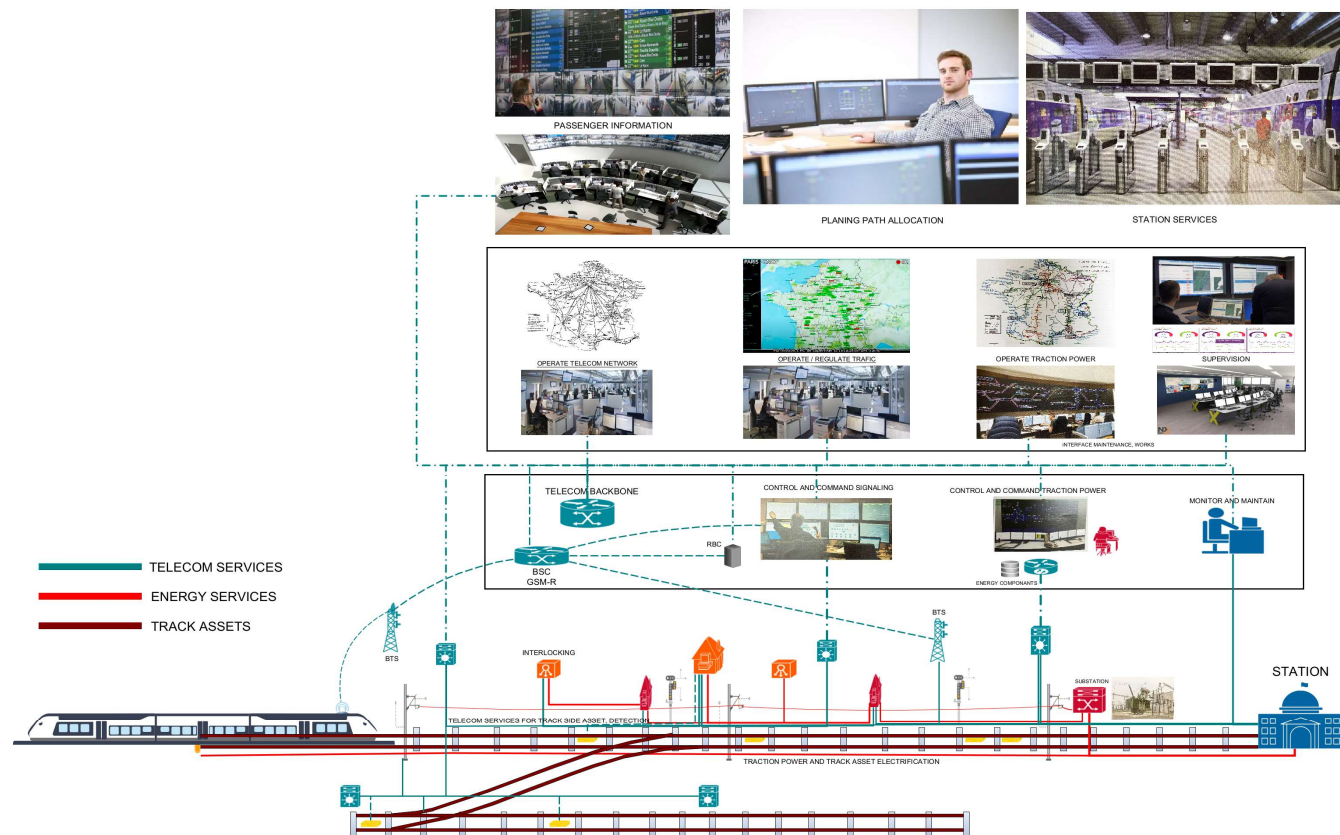 PASSENGER INFORMATION
PLANING PATH ALLOCATION
STATION SERVICES
PARIS
OPERATE TELECOM NETWORK
OPERATE / REGULATE TRAFIC
OPERATE TRACTION POWER
SUPERVISION
INTERFACE MAINTENANCE, WORKS
TELECOM BACKBONE
CONTROL AND COMMAND SIGNALING
CONTROL AND COMMAND TRACTION POWER
MONITOR AND MAINTAIN
RBC
BSC
GSM-R
ENERGY COMPONANTS
TELECOM SERVICES
ENERGY SERVICES
TRACK ASSETS
BTS
BTS
INTERLOCKING
STATION
SUBSTATION
TELECOM SERVICES FOR TRACK SIDE ASSET, DETECTION
TRACTION POWER AND TRACK ASSET ELECTRIFICATION